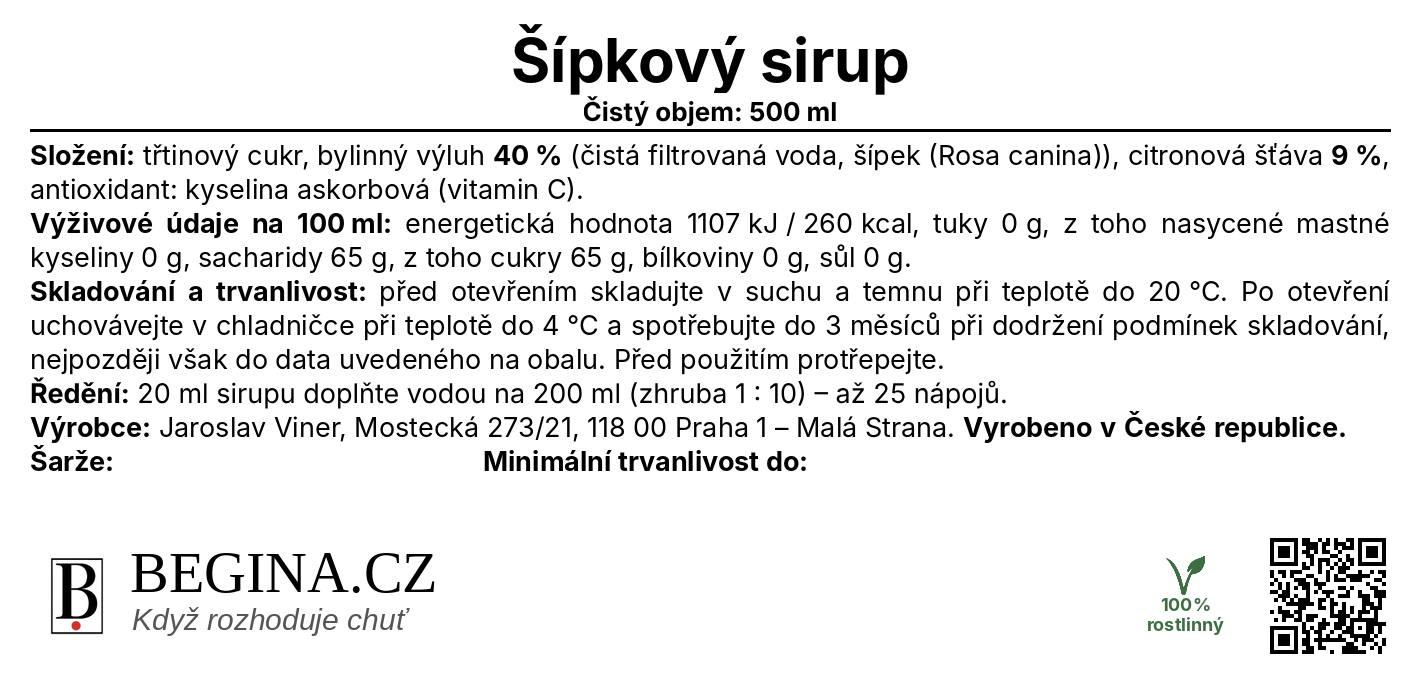 Šípkový sirup
Čistý objem: 500 ml
Složení: třtinový cukr, bylinný výluh 40 % (čistá filtrovaná voda, šípek (Rosa canina)), citronová šťáva 9 %,
antioxidant: kyselina askorbová (vitamin C).
Výživové údaje na 100 ml: energetická hodnota 1107 kJ / 260 kcal, tuky 0 g, z toho nasycené mastné
kyseliny 0 g, sacharidy 65 g, z toho cukry 65 g, bílkoviny 0 g, sůl 0 g.
Skladování a trvanlivost: před otevřením skladujte v suchu a temnu při teplotě do 20 °C. Po otevření
uchovávejte v chladničce při teplotě do 4 °C a spotřebujte do 3 měsíců při dodržení podmínek skladování,
nejpozději však do data uvedeného na obalu. Před použitím protřepejte.
Ředění: 20 ml sirupu doplňte vodou na 200 ml (zhruba 1 : 10) – až 25 nápojů.
Výrobce: Jaroslav Viner, Mostecká 273/21, 118 00 Praha 1 – Malá Strana. Vyrobeno v České republice.
Šarže: Minimální trvanlivost do:
B BEGINA.CZ
Když rozhoduje chuť
100%
rostlinný